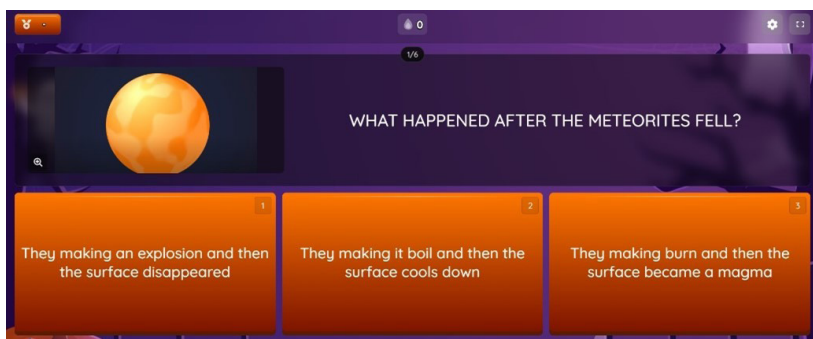 0
1/6
WHAT HAPPENED AFTER THE METEORITES FELL?
1
They making an explosion and then
the surface disappeared
2
They making it boil and then the
surface cools down
3
They making burn and then the
surface became a magma